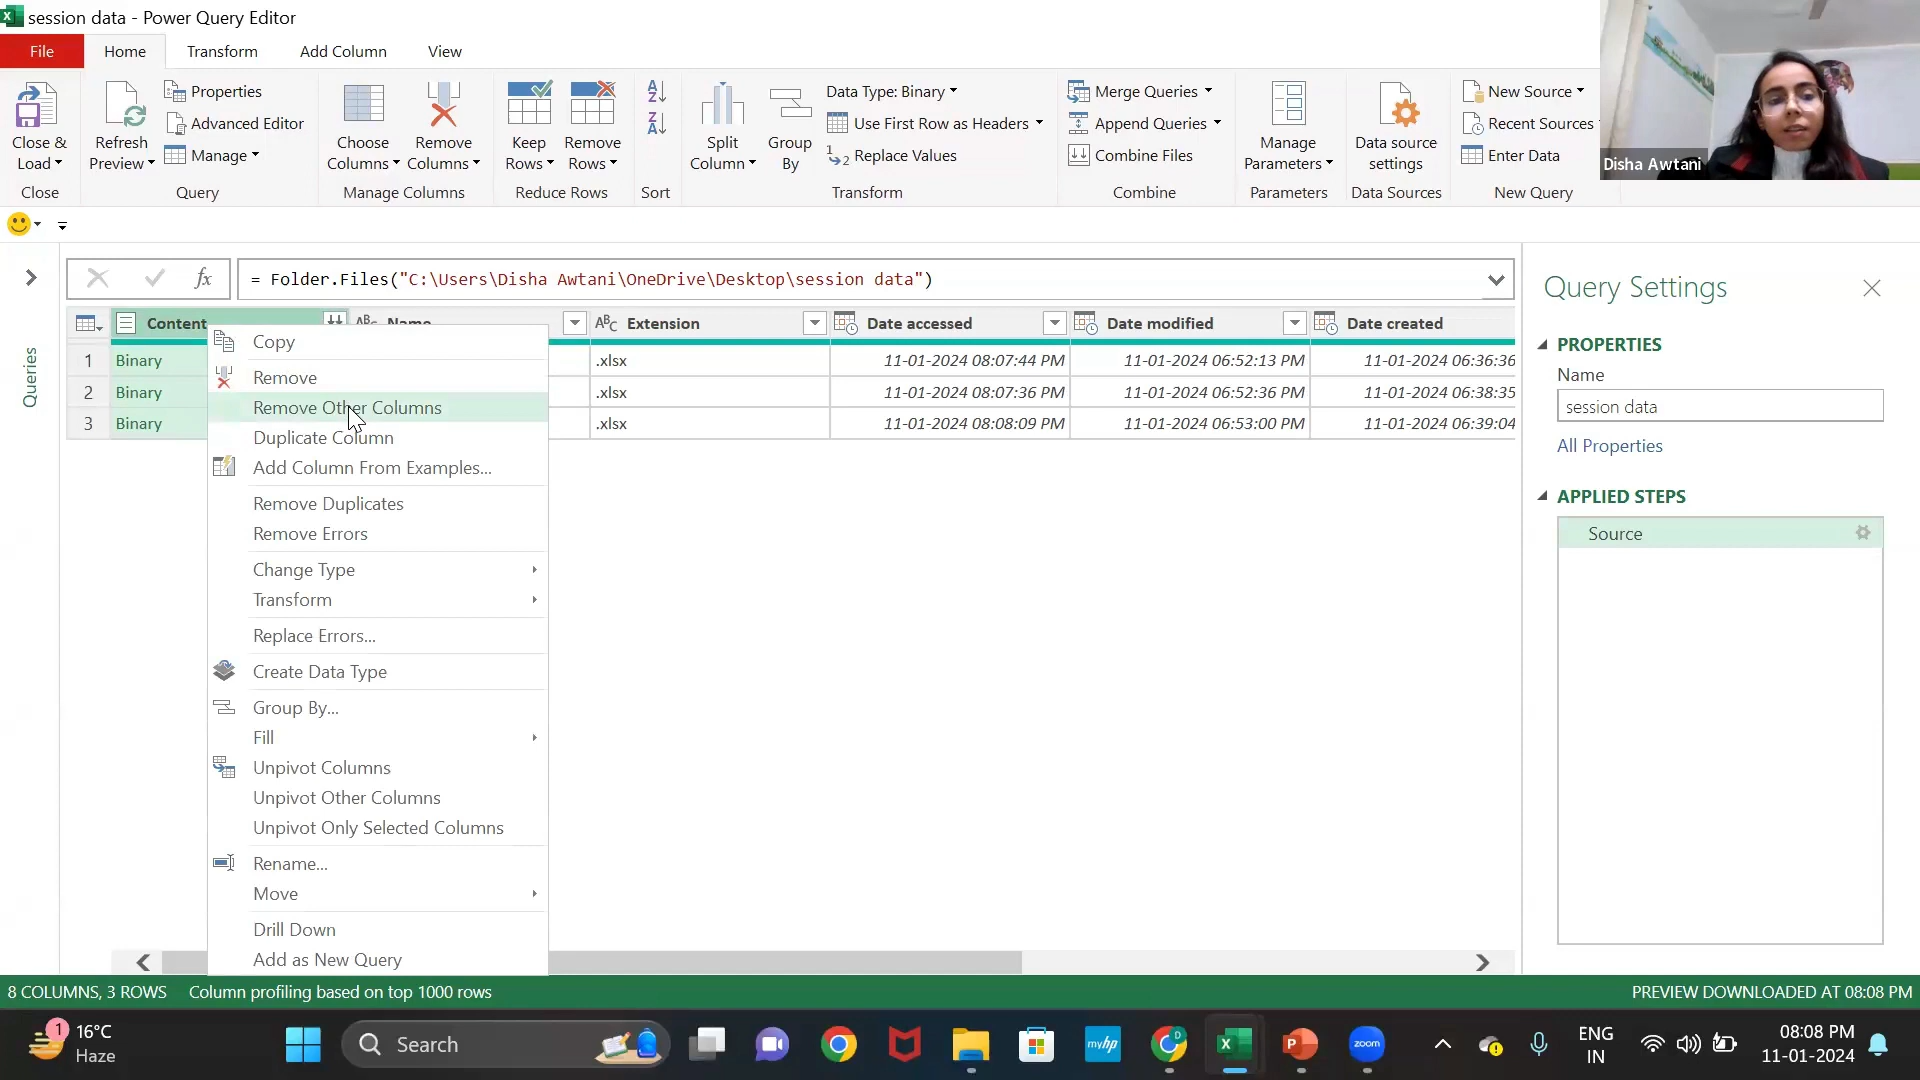 session data - Power Query Editor
File Home Transform Add Column View
Close & Load
Close
Refresh Preview
Properties
Advanced Editor
Manage
Query
Choose Columns
Remove Columns
Manage Columns
Keep Rows
Remove Rows
Reduce Rows
Sort
Split Column
Group By
Data Type: Binary
Use First Row as Headers
Replace Values
Transform
Merge Queries
Append Queries
Combine Files
Combine
Manage Parameters
Parameters
Data source settings
Data Sources
New Source
Recent Sources
Enter Data
New Query
Disha Awtani
= Folder.Files("C:\Users\Disha Awtani\OneDrive\Desktop\session data")
Queries
Content Name Extension Date accessed Date modified Date created
1 Binary .xlsx 11-01-2024 08:07:44 PM 11-01-2024 06:52:13 PM 11-01-2024 06:36:36
2 Binary .xlsx 11-01-2024 08:07:36 PM 11-01-2024 06:52:36 PM 11-01-2024 06:38:35
3 Binary .xlsx 11-01-2024 08:08:09 PM 11-01-2024 06:53:00 PM 11-01-2024 06:39:04
Copy
Remove
Remove Other Columns
Duplicate Column
Add Column From Examples...
Remove Duplicates
Remove Errors
Change Type
Transform
Replace Errors...
Create Data Type
Group By...
Fill
Unpivot Columns
Unpivot Other Columns
Unpivot Only Selected Columns
Rename...
Move
Drill Down
Add as New Query
Query Settings
PROPERTIES
Name
session data
All Properties
APPLIED STEPS
Source
8 COLUMNS, 3 ROWS Column profiling based on top 1000 rows
PREVIEW DOWNLOADED AT 08:08 PM
1 16°C
Haze
Search
myhp
zoom
ENG
IN
08:08 PM
11-01-2024